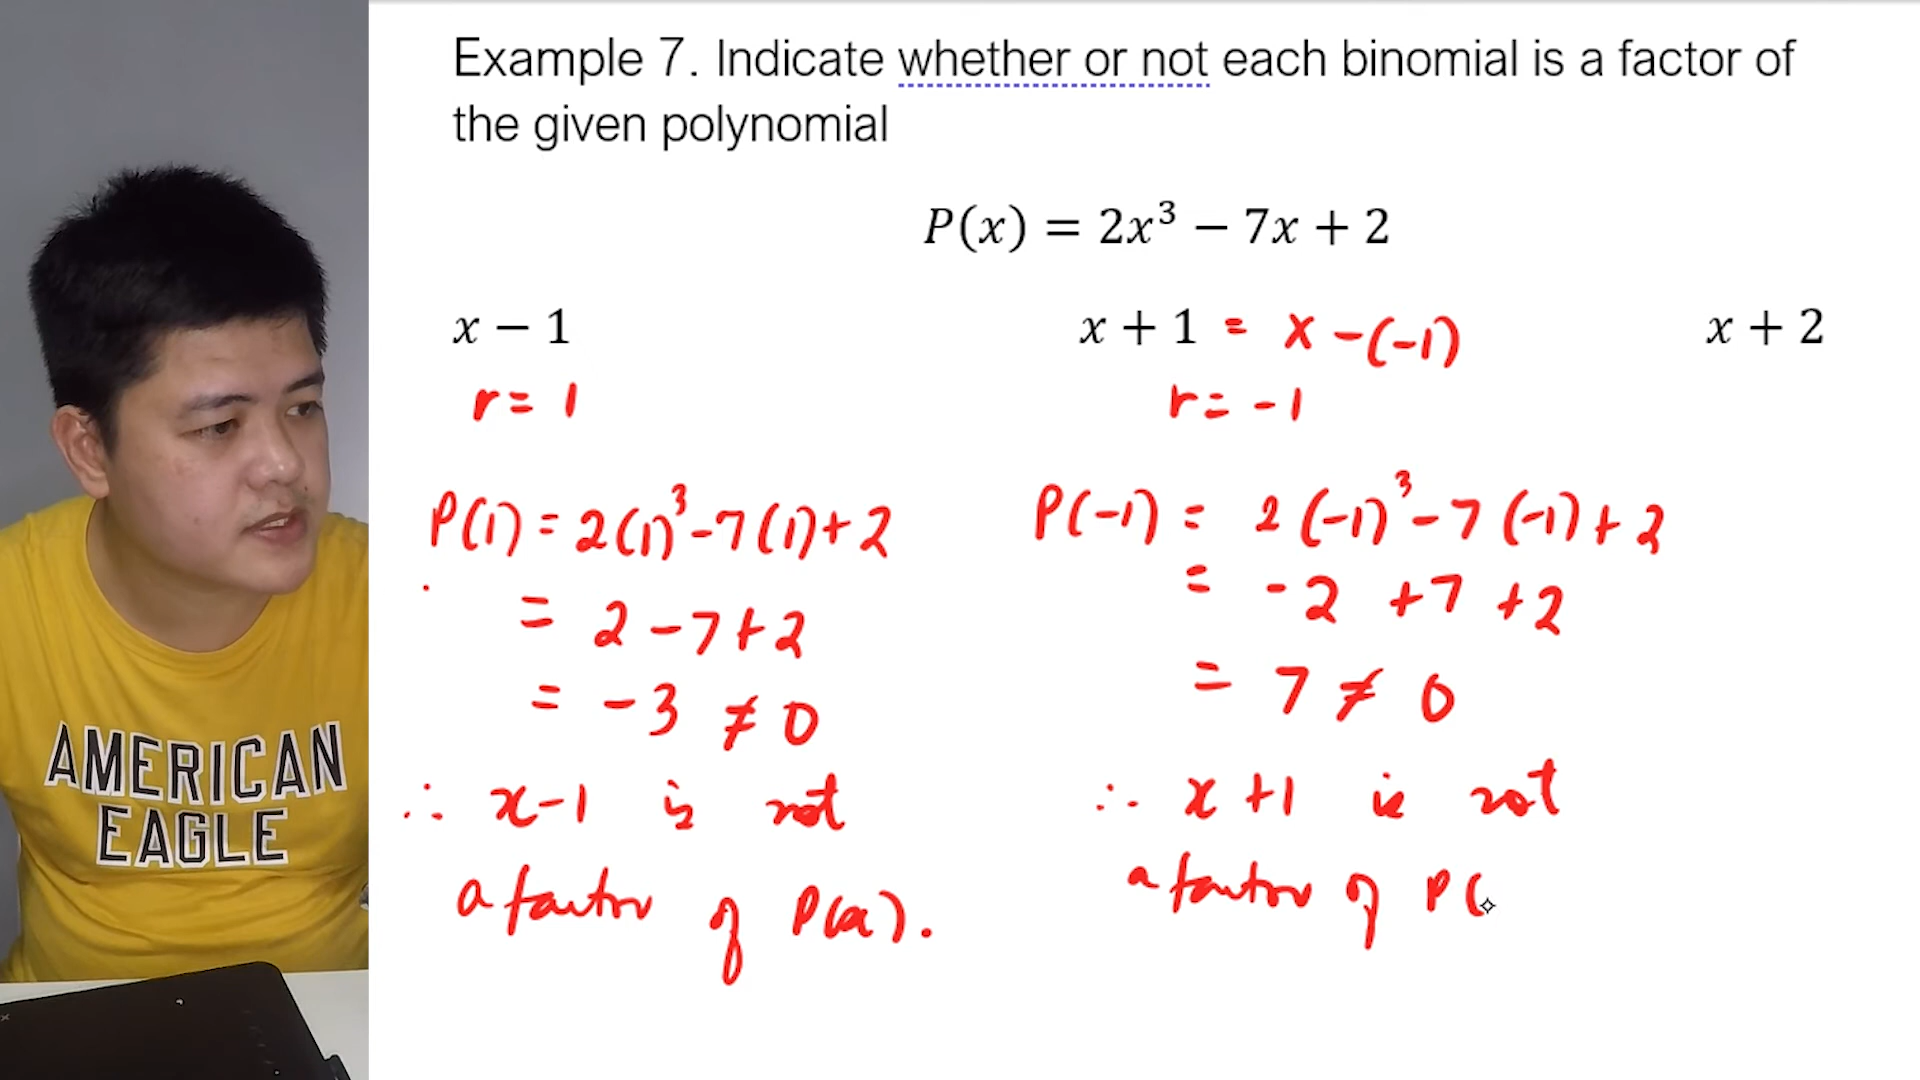 Example 7. Indicate whether or not each binomial is a factor of
the given polynomial
P(x) = 2x³ − 7x + 2
x − 1
r = 1
P(1) = 2(1)³ - 7(1) + 2
= 2 - 7 + 2
= -3 ≠ 0
∴ x-1 is not
a factor of P(x).
x + 1 = x - (-1)
r = -1
P(-1) = 2(-1)³ - 7(-1) + 2
= -2 +7 +2
= 7 ≠ 0
∴ x +1 is not
a factor of P(
x + 2
AMERICAN
EAGLE